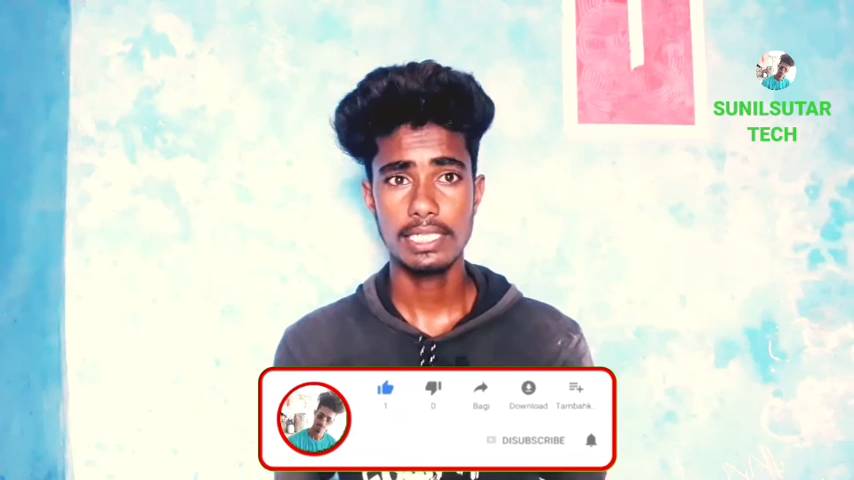 SUNILSUTAR
TECH
1
0
Bagi
Download
Tambahk...
DISUBSCRIBE